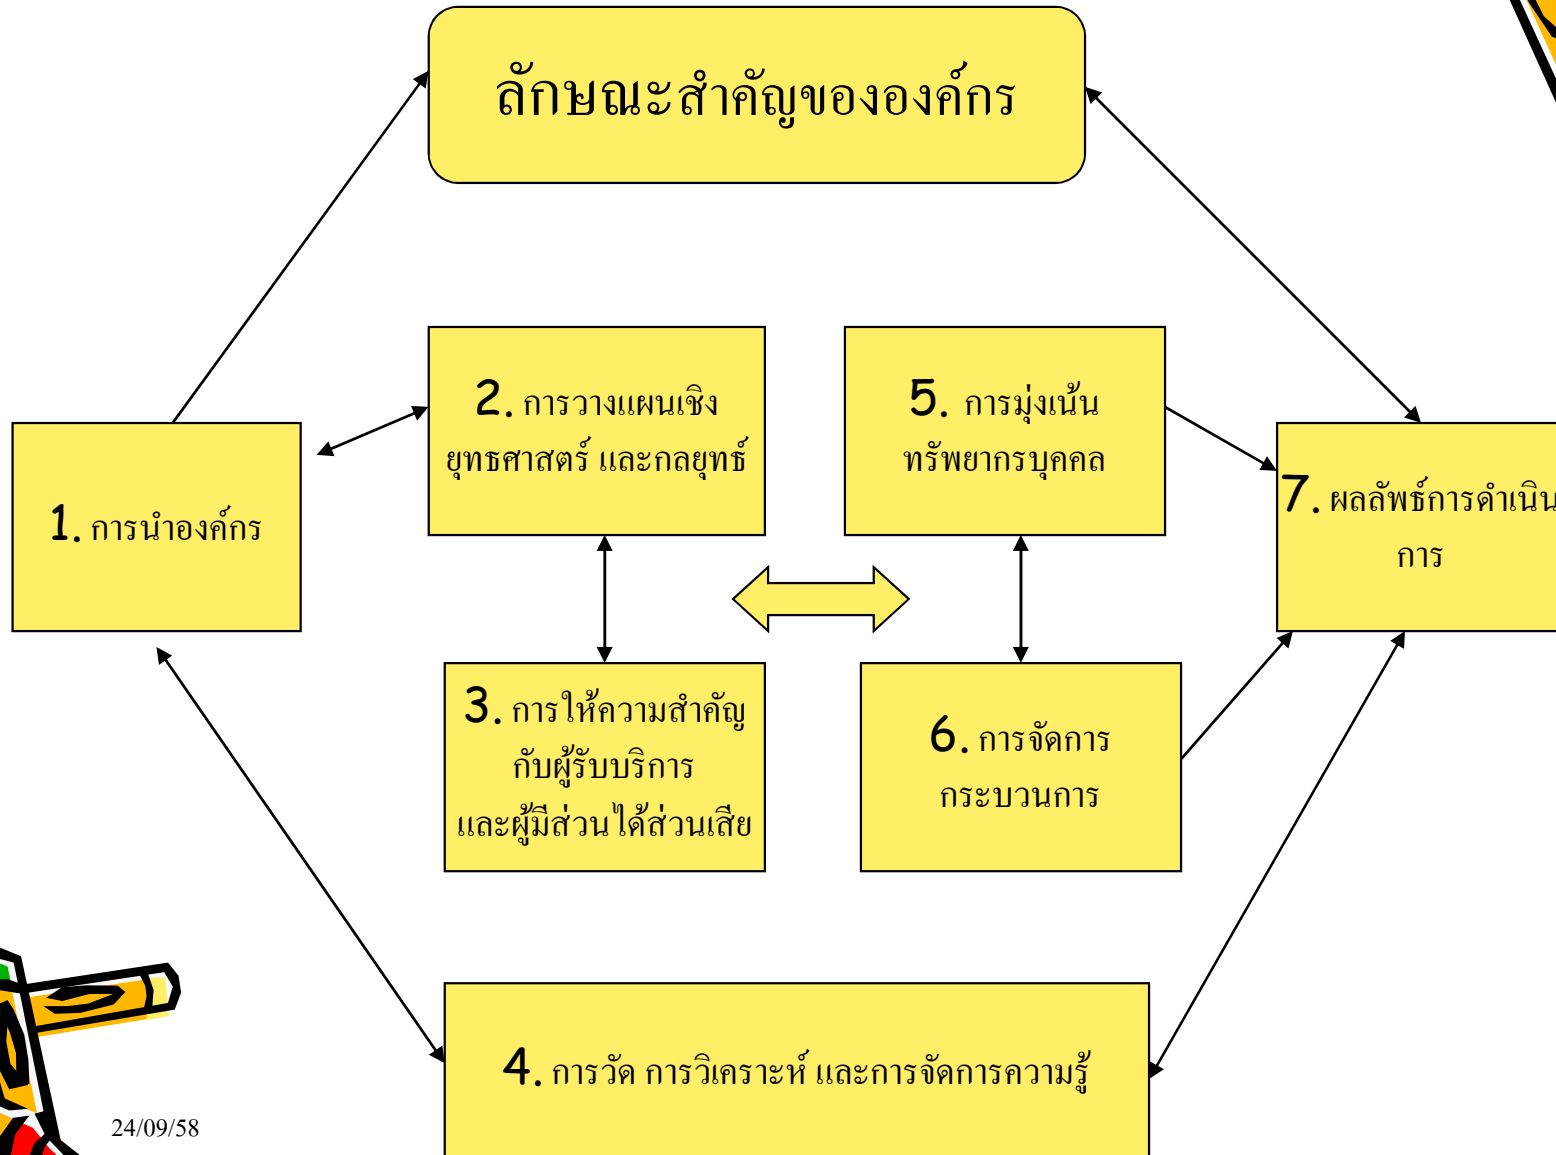 ลักษณะสำคัญขององค์กร
2. การวางแผนเชิง
ยุทธศาสตร์ และกลยุทธ์
5. การมุ่งเน้น
ทรัพยากรบุคคล
1. การนำองค์กร
7. ผลลัพธ์การดำเนิน
การ
3. การให้ความสำคัญ
กับผู้รับบริการ
และผู้มีส่วนได้ส่วนเสีย
6. การจัดการ
กระบวนการ
4. การวัด การวิเคราะห์ และการจัดการความรู้
24/09/58